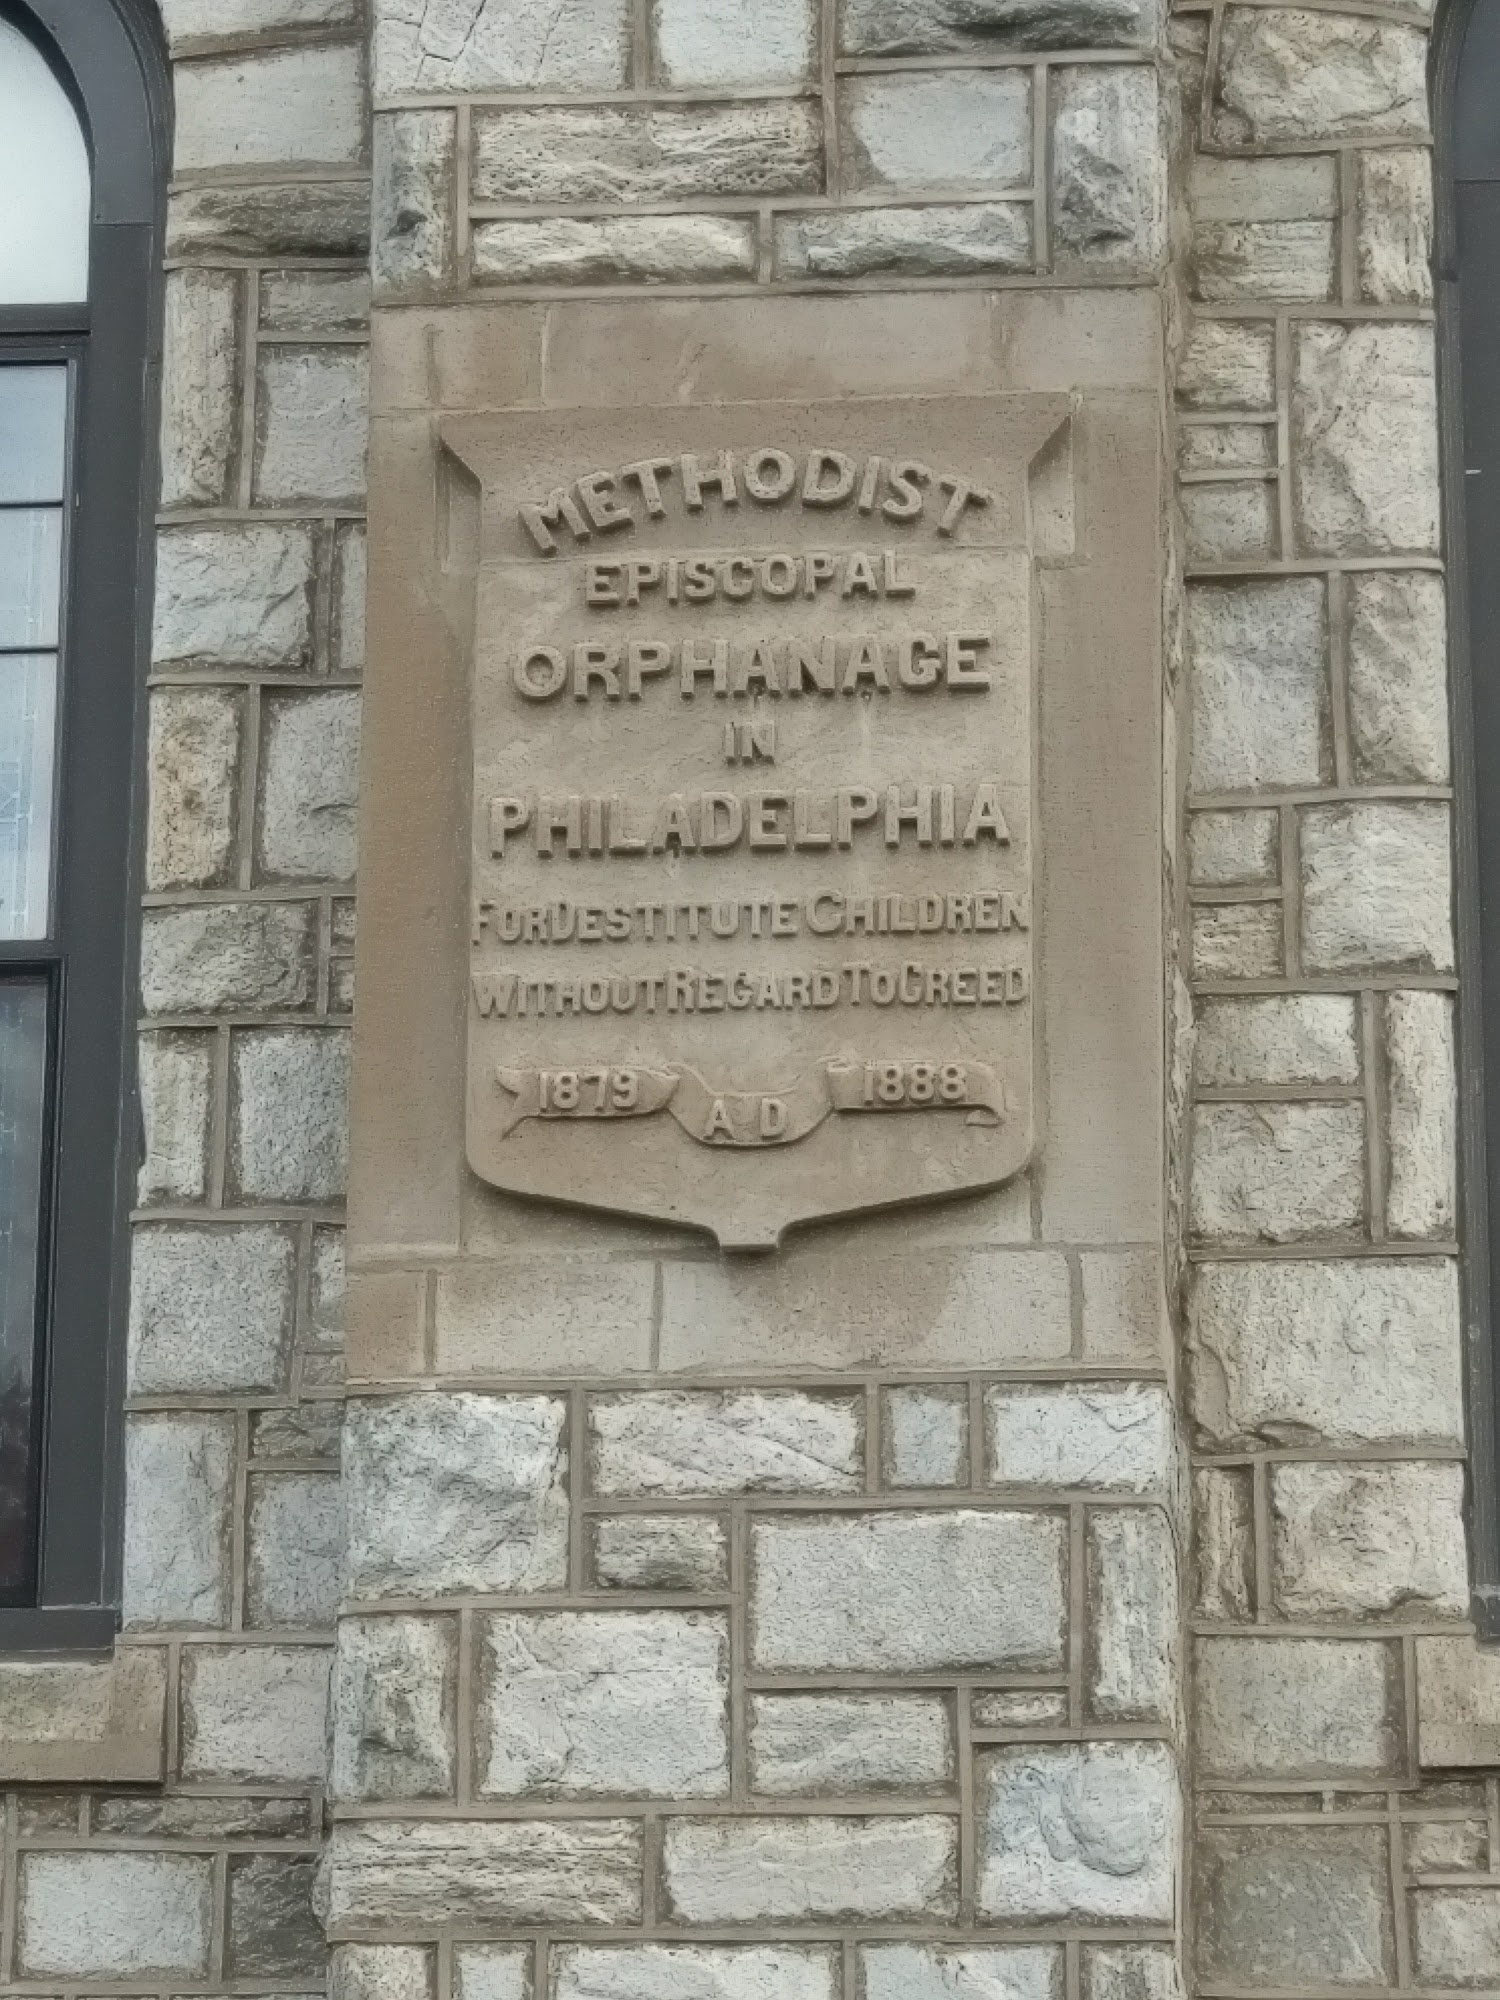 METHODIST
EPISCOPAL
ORPHANAGE
IN
PHILADELPHIA
FOR DESTITUTE CHILDREN
WITHOUT REGARD TO CREED
1879 A D 1888